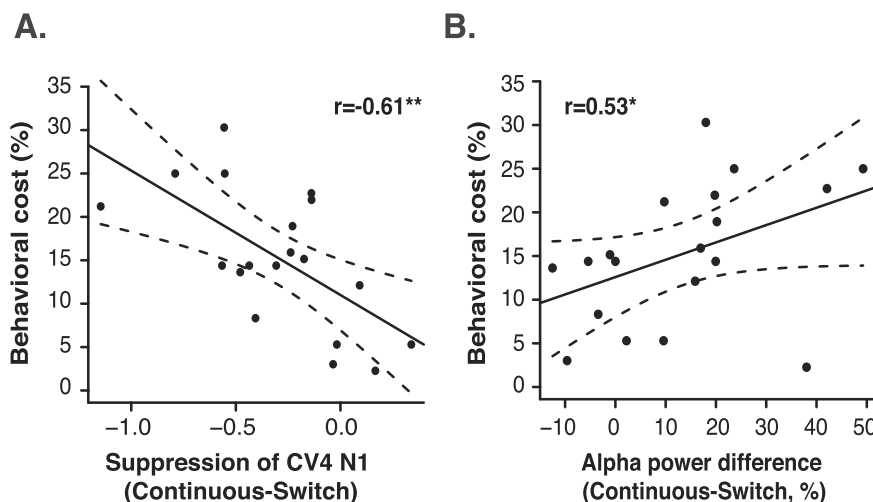 A.
Behavioral cost (%)
35
30
25
20
15
10
5
0
r=-0.61**
−1.0
−0.5
0.0
Suppression of CV4 N1
(Continuous-Switch)
B.
Behavioral cost (%)
35
30
25
20
15
10
5
0
r=0.53*
−10
0
10
20
30
40
50
Alpha power difference
(Continuous-Switch, %)